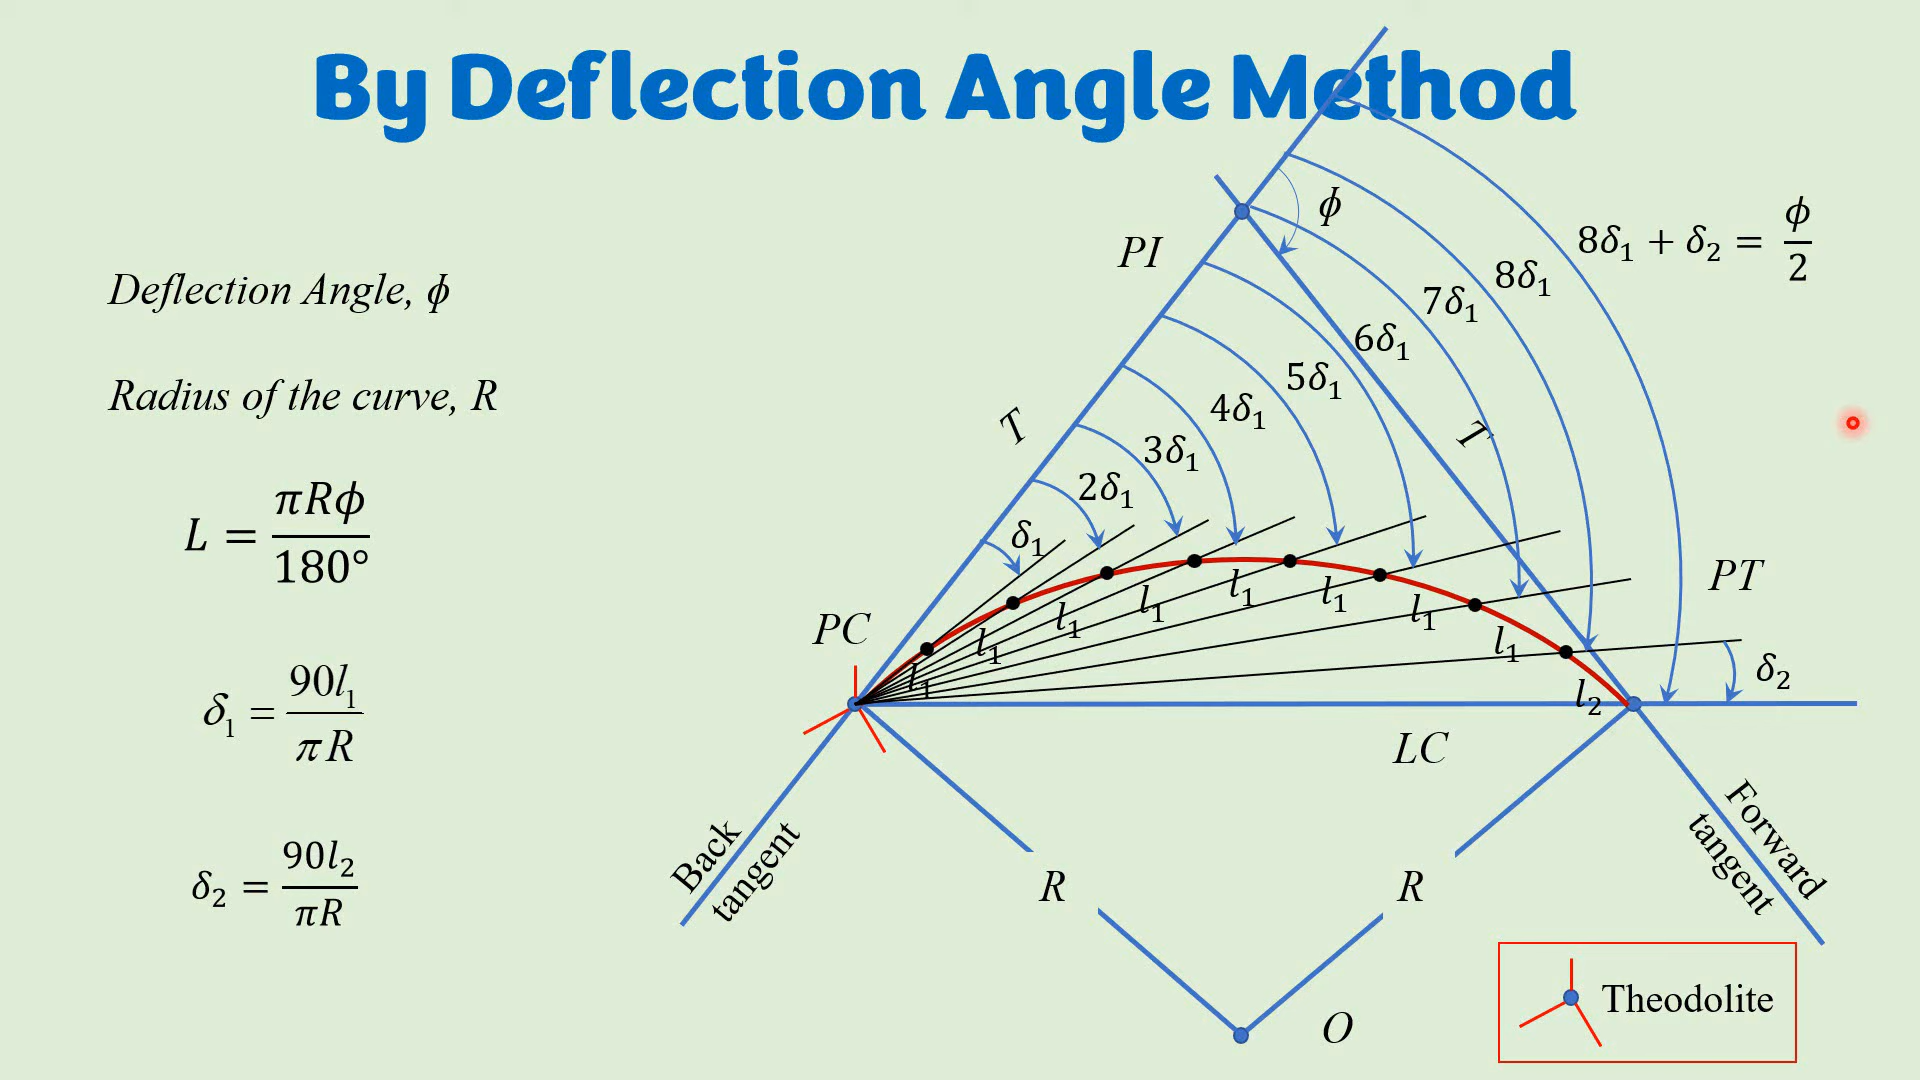 By Deflection Angle Method
Deflection Angle, ϕ
Radius of the curve, R
L = πRϕ / 180°
δ₁ = 90l₁ / πR
δ₂ = 90l₂ / πR
ϕ
8δ₁ + δ₂ = ϕ/2
PI
8δ₁
7δ₁
6δ₁
5δ₁
4δ₁
3δ₁
2δ₁
δ₁
T
T
PC
PT
l₁
l₁
l₁
l₁
l₁
l₁
l₁
l₁
l₂
δ₂
LC
Back
tangent
Forward
tangent
R
R
O
Theodolite